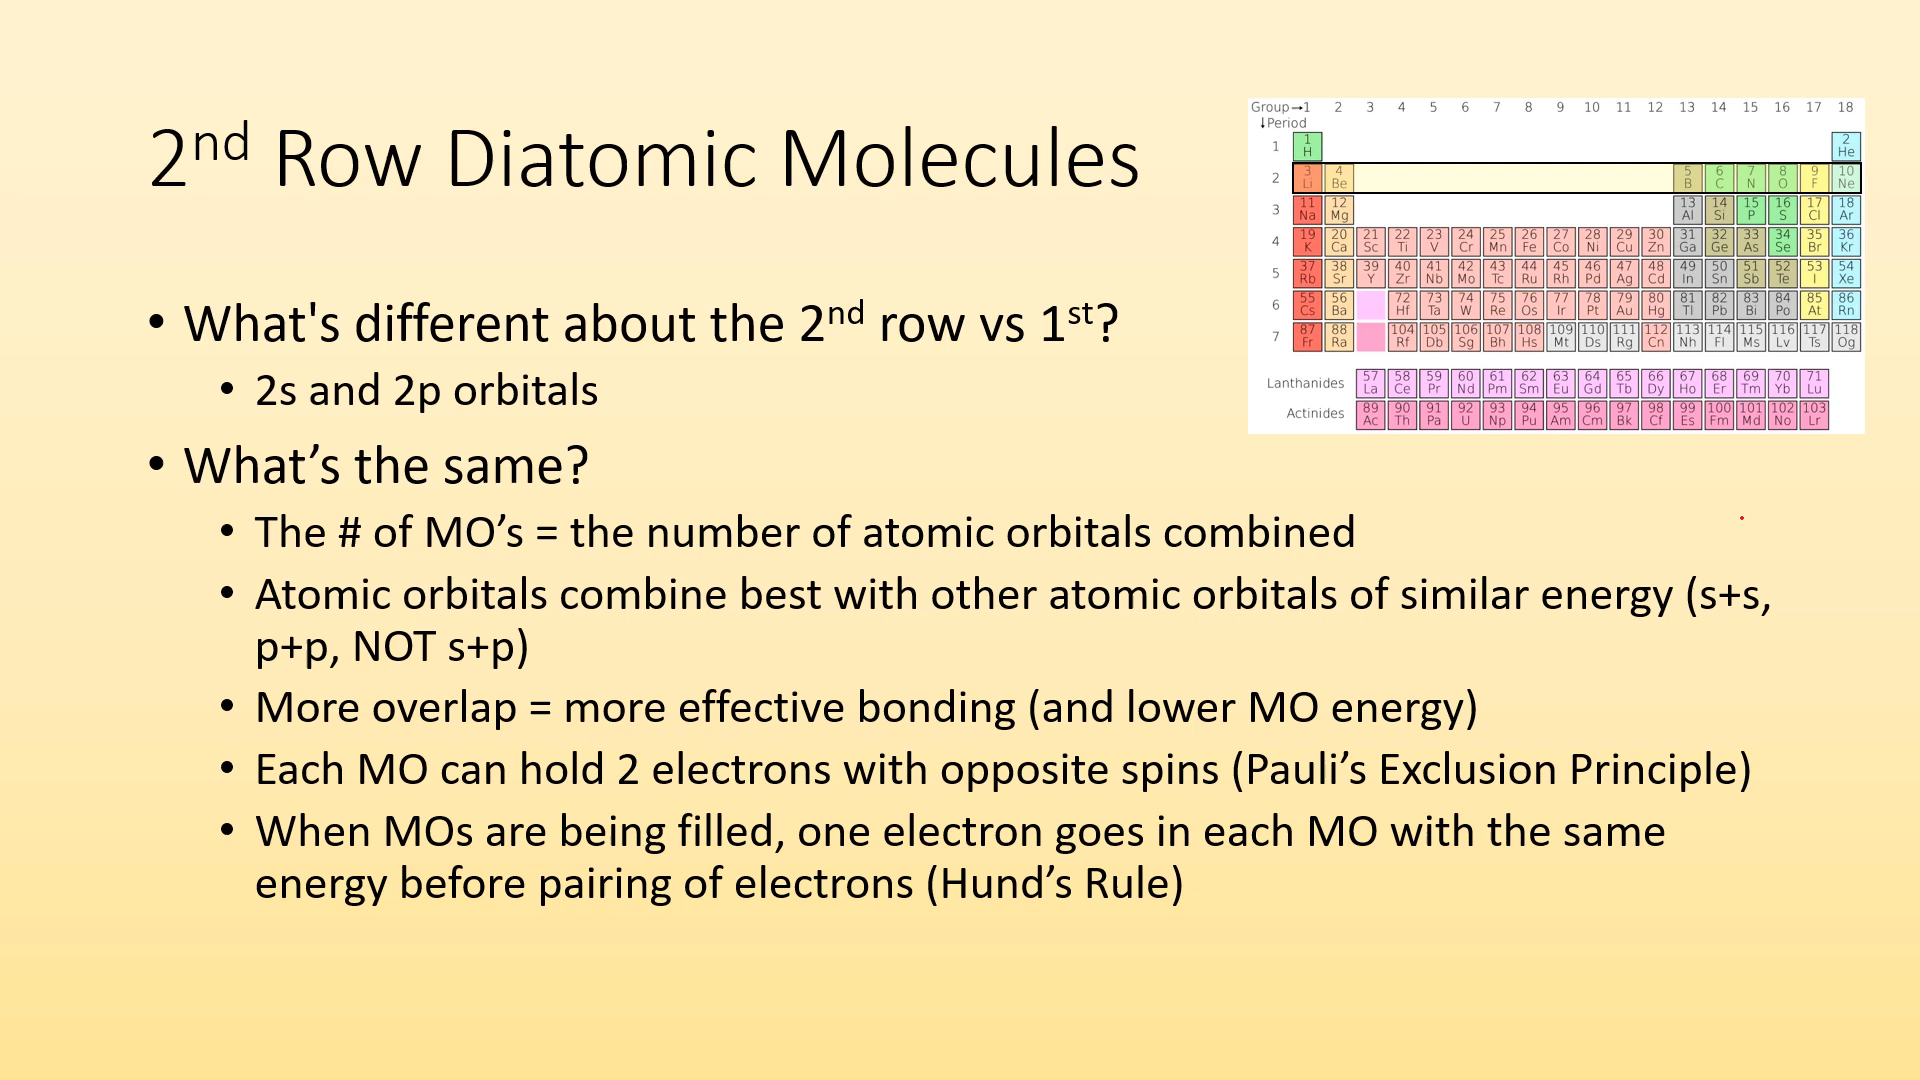 2nd Row Diatomic Molecules
• What's different about the 2nd row vs 1st?
• 2s and 2p orbitals
• What’s the same?
• The # of MO’s = the number of atomic orbitals combined
• Atomic orbitals combine best with other atomic orbitals of similar energy (s+s,
p+p, NOT s+p)
• More overlap = more effective bonding (and lower MO energy)
• Each MO can hold 2 electrons with opposite spins (Pauli’s Exclusion Principle)
• When MOs are being filled, one electron goes in each MO with the same
energy before pairing of electrons (Hund’s Rule)
Group→1 2 3 4 5 6 7 8 9 10 11 12 13 14 15 16 17 18
↓Period
1 2
1 H He
3 4 5 6 7 8 9 10
2 Li Be B C N O F Ne
11 12 13 14 15 16 17 18
3 Na Mg Al Si P S Cl Ar
19 20 21 22 23 24 25 26 27 28 29 30 31 32 33 34 35 36
4 K Ca Sc Ti V Cr Mn Fe Co Ni Cu Zn Ga Ge As Se Br Kr
37 38 39 40 41 42 43 44 45 46 47 48 49 50 51 52 53 54
5 Rb Sr Y Zr Nb Mo Tc Ru Rh Pd Ag Cd In Sn Sb Te I Xe
55 56 72 73 74 75 76 77 78 79 80 81 82 83 84 85 86
6 Cs Ba Hf Ta W Re Os Ir Pt Au Hg Tl Pb Bi Po At Rn
87 88 104 105 106 107 108 109 110 111 112 113 114 115 116 117 118
7 Fr Ra Rf Db Sg Bh Hs Mt Ds Rg Cn Nh Fl Ms Lv Ts Og
57 58 59 60 61 62 63 64 65 66 67 68 69 70 71
Lanthanides La Ce Pr Nd Pm Sm Eu Gd Tb Dy Ho Er Tm Yb Lu
89 90 91 92 93 94 95 96 97 98 99 100 101 102 103
Actinides Ac Th Pa U Np Pu Am Cm Bk Cf Es Fm Md No Lr